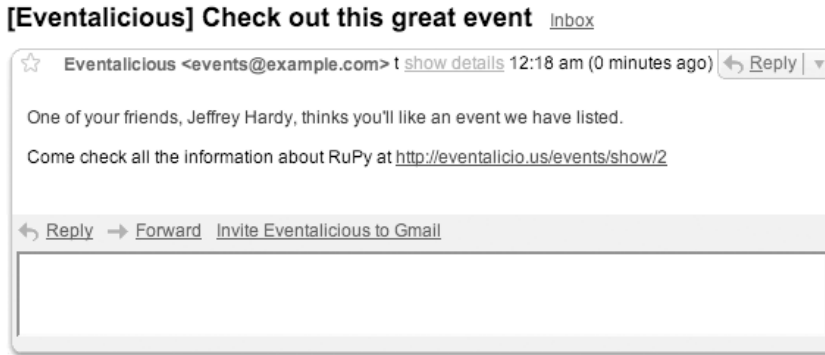 [Eventalicious] Check out this great event Inbox
Eventalicious <events@example.com> t show details 12:18 am (0 minutes ago) Reply
One of your friends, Jeffrey Hardy, thinks you'll like an event we have listed.
Come check all the information about RuPy at http://eventalicio.us/events/show/2
Reply Forward Invite Eventalicious to Gmail